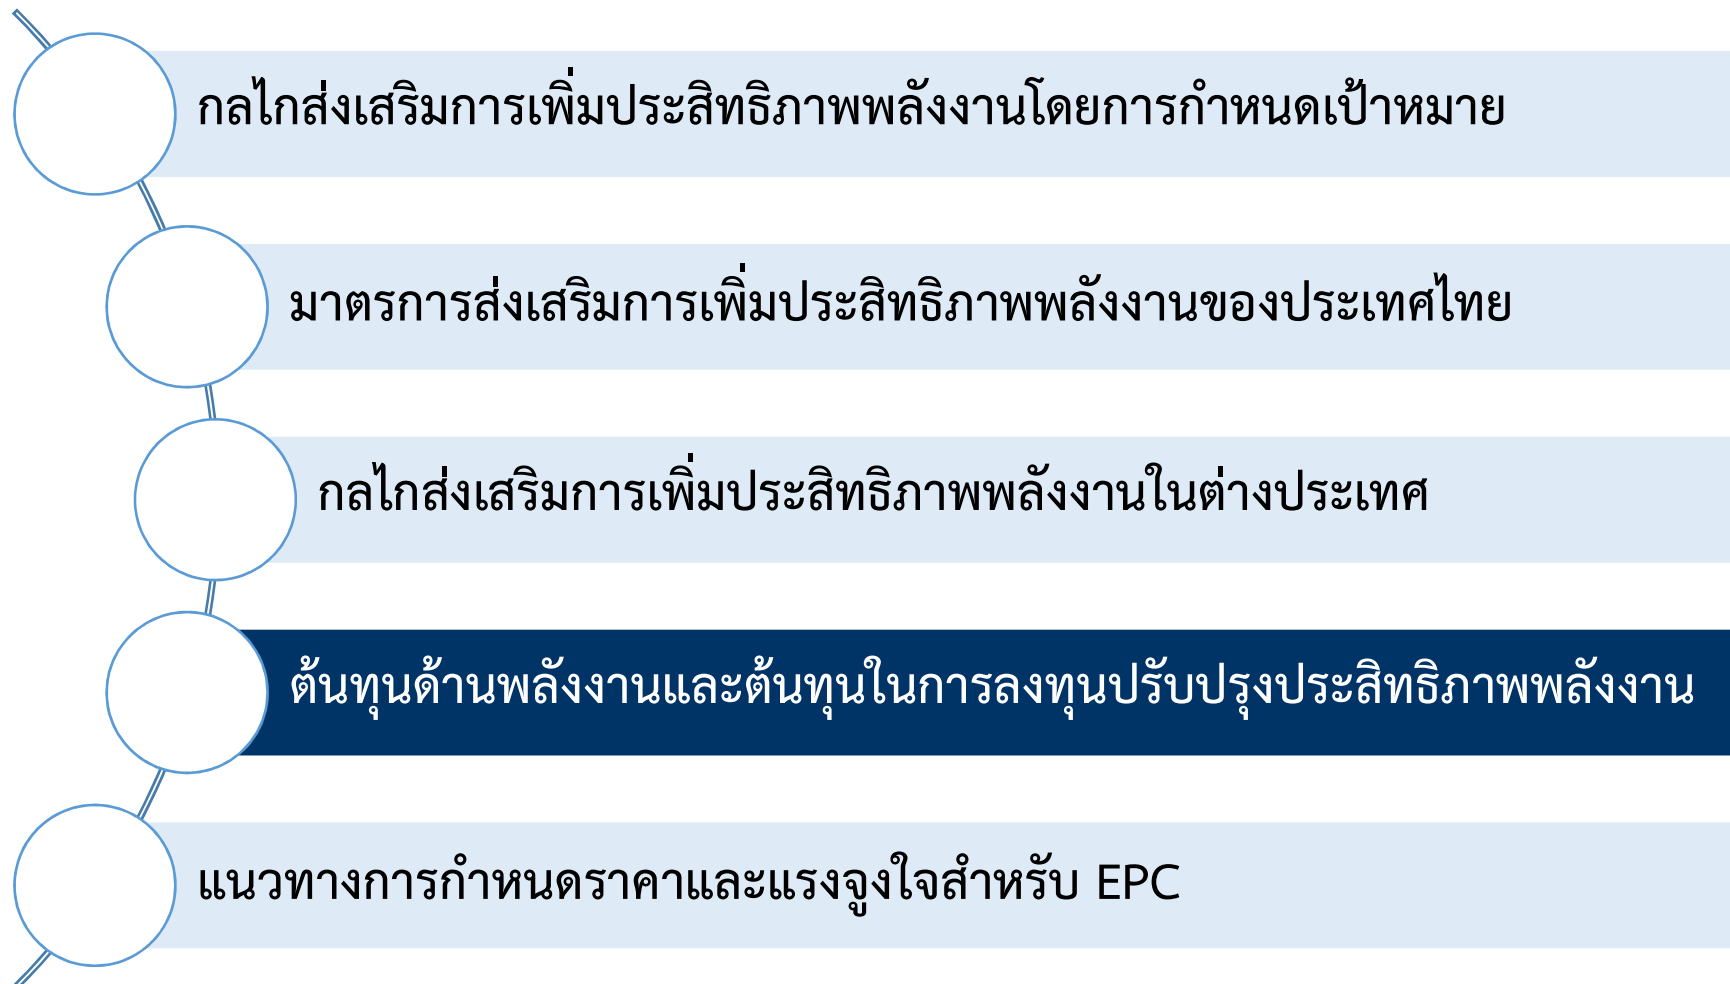 กลไกส่งเสริมการเพิ่มประสิทธิภาพพลังงานโดยการกำหนดเป้าหมาย
มาตรการส่งเสริมการเพิ่มประสิทธิภาพพลังงานของประเทศไทย
กลไกส่งเสริมการเพิ่มประสิทธิภาพพลังงานในต่างประเทศ
ต้นทุนด้านพลังงานและต้นทุนในการลงทุนปรับปรุงประสิทธิภาพพลังงาน
แนวทางการกำหนดราคาและแรงจูงใจสำหรับ EPC